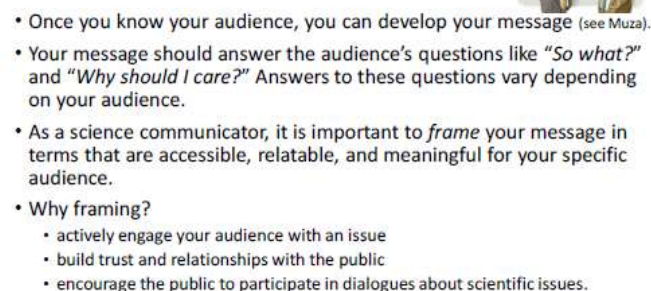 • Once you know your audience, you can develop your message (see Muza).
• Your message should answer the audience's questions like "So what?"
and "Why should I care?" Answers to these questions vary depending
on your audience.
• As a science communicator, it is important to frame your message in
terms that are accessible, relatable, and meaningful for your specific
audience.
• Why framing?
• actively engage your audience with an issue
• build trust and relationships with the public
• encourage the public to participate in dialogues about scientific issues.